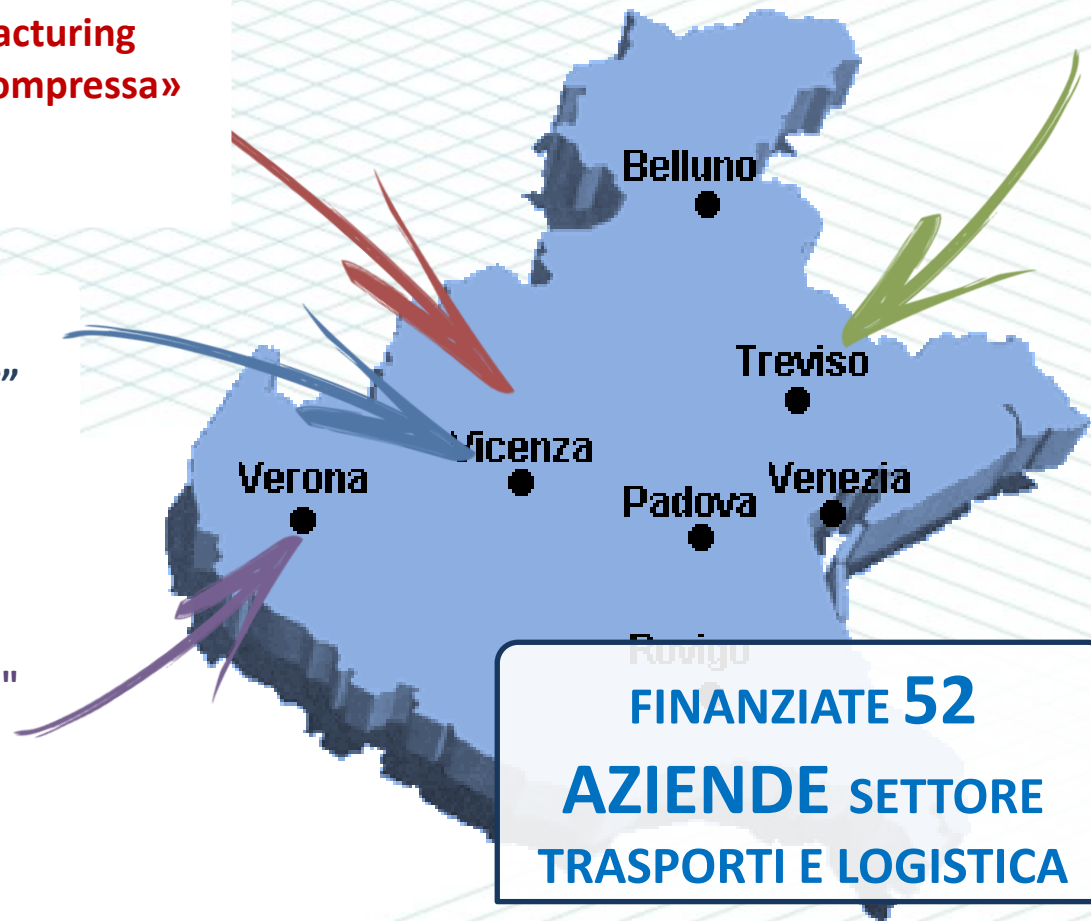 acturing
ompressa»
Belluno
”
Treviso
Vicenza
Verona
Venezia
Padova
Rovigo
"
FINANZIATE 52
AZIENDE SETTORE
TRASPORTI E LOGISTICA